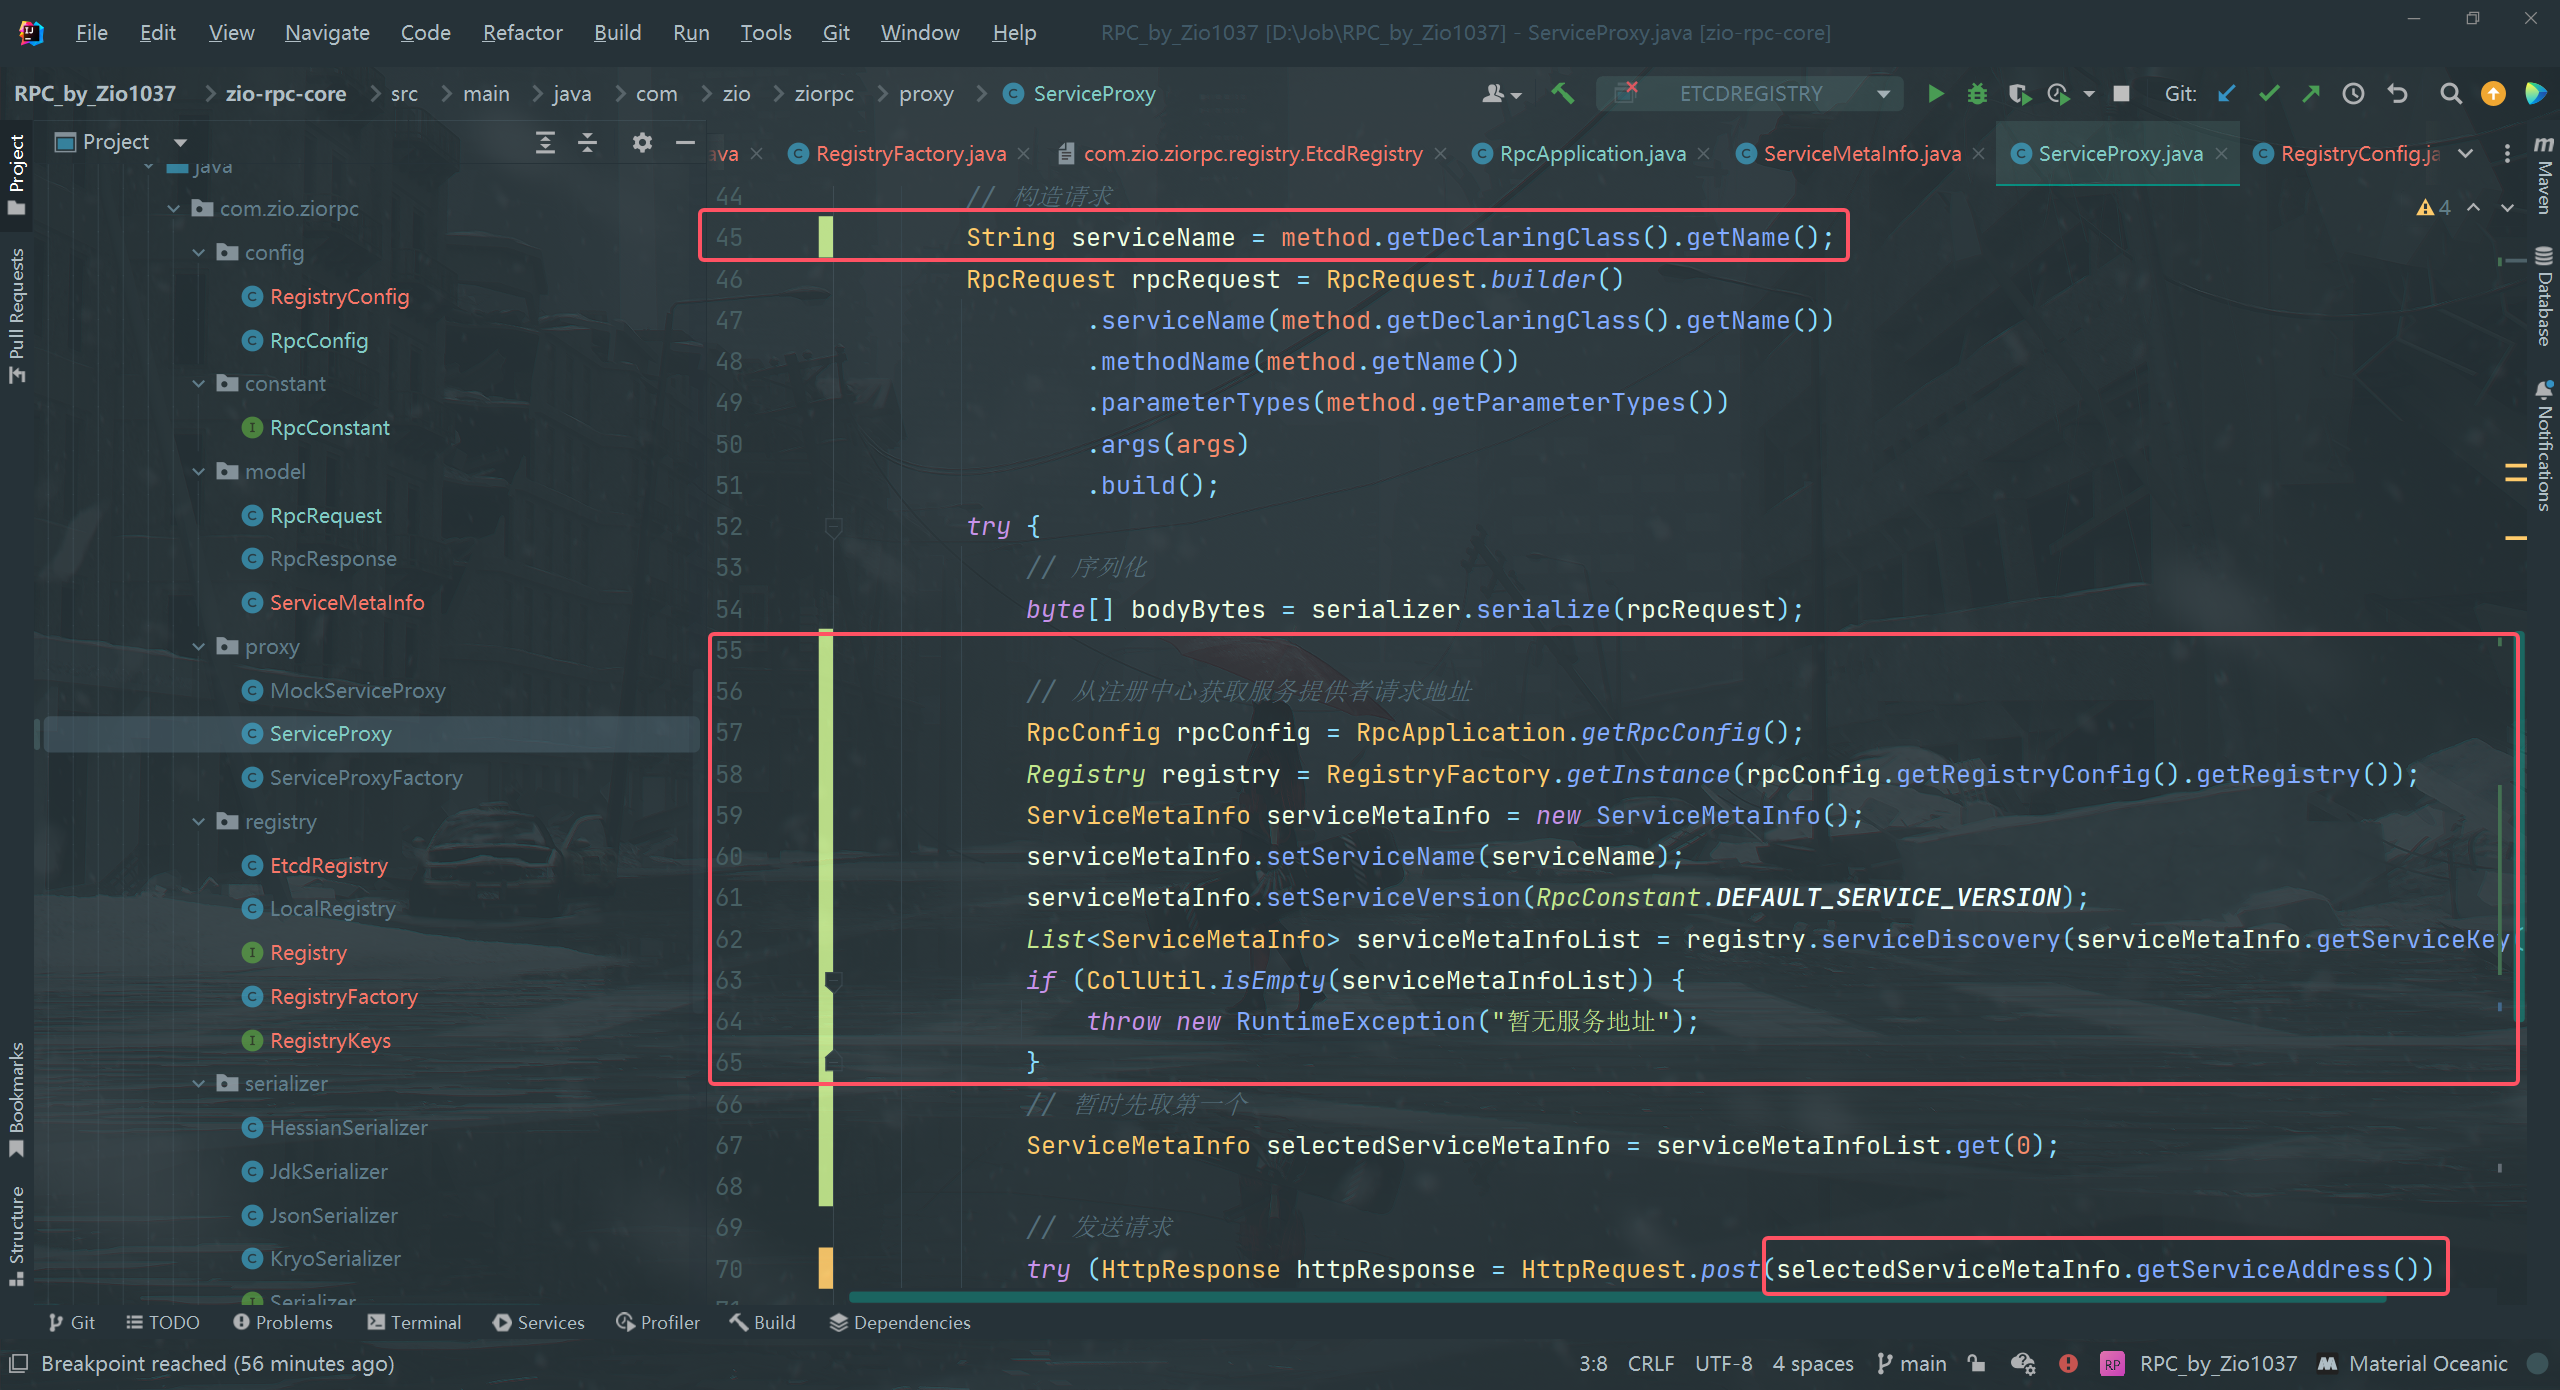 File Edit View Navigate Code Refactor Build Run Tools Git Window Help RPC_by_Zio1037 [D:\Job\RPC_by_Zio1037] - ServiceProxy.java [zio-rpc-core]
RPC_by_Zio1037 zio-rpc-core src main java com zio ziorpc proxy ServiceProxy ETCDREGISTRY Git:
Project
ava RegistryFactory.java com.zio.ziorpc.registry.EtcdRegistry RpcApplication.java ServiceMetaInfo.java ServiceProxy.java RegistryConfig.ja
Project
Pull Requests
Bookmarks
Structure
java
com.zio.ziorpc
config
RegistryConfig
RpcConfig
constant
RpcConstant
model
RpcRequest
RpcResponse
ServiceMetaInfo
proxy
MockServiceProxy
ServiceProxy
ServiceProxyFactory
registry
EtcdRegistry
LocalRegistry
Registry
RegistryFactory
RegistryKeys
serializer
HessianSerializer
JdkSerializer
JsonSerializer
KryoSerializer
Serializer
4
44 // 构造请求
45 String serviceName = method.getDeclaringClass().getName();
46 RpcRequest rpcRequest = RpcRequest.builder()
47 .serviceName(method.getDeclaringClass().getName())
48 .methodName(method.getName())
49 .parameterTypes(method.getParameterTypes())
50 .args(args)
51 .build();
52 try {
53 // 序列化
54 byte[] bodyBytes = serializer.serialize(rpcRequest);
55
56 // 从注册中心获取服务提供者请求地址
57 RpcConfig rpcConfig = RpcApplication.getRpcConfig();
58 Registry registry = RegistryFactory.getInstance(rpcConfig.getRegistryConfig().getRegistry());
59 ServiceMetaInfo serviceMetaInfo = new ServiceMetaInfo();
60 serviceMetaInfo.setServiceName(serviceName);
61 serviceMetaInfo.setServiceVersion(RpcConstant.DEFAULT_SERVICE_VERSION);
62 List<ServiceMetaInfo> serviceMetaInfoList = registry.serviceDiscovery(serviceMetaInfo.getServiceKey(
63 if (CollUtil.isEmpty(serviceMetaInfoList)) {
64 throw new RuntimeException("暂无服务地址");
65 }
66 // 暂时先取第一个
67 ServiceMetaInfo selectedServiceMetaInfo = serviceMetaInfoList.get(0);
68
69 // 发送请求
70 try (HttpResponse httpResponse = HttpRequest.post(selectedServiceMetaInfo.getServiceAddress())
Maven
Database
Notifications
Git TODO Problems Terminal Services Profiler Build Dependencies
Breakpoint reached (56 minutes ago) 3:8 CRLF UTF-8 4 spaces main RP RPC_by_Zio1037 Material Oceanic